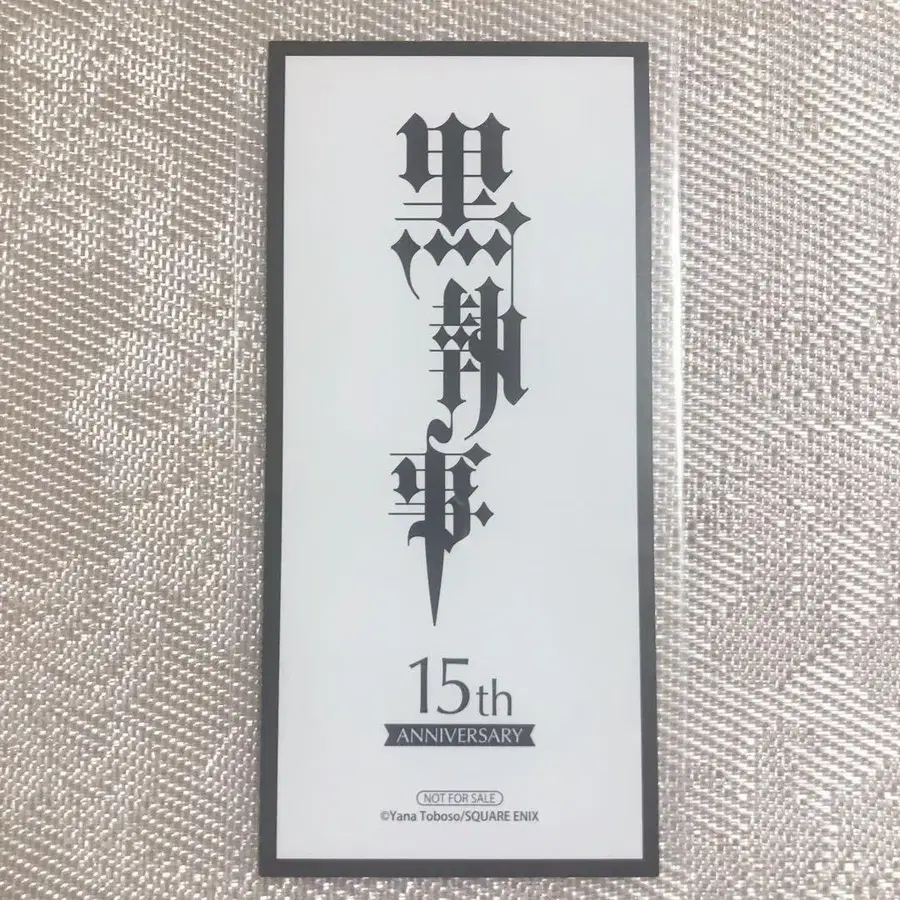 黒執事
15th
ANNIVERSARY
NOT FOR SALE
©Yana Toboso/SQUARE ENIX